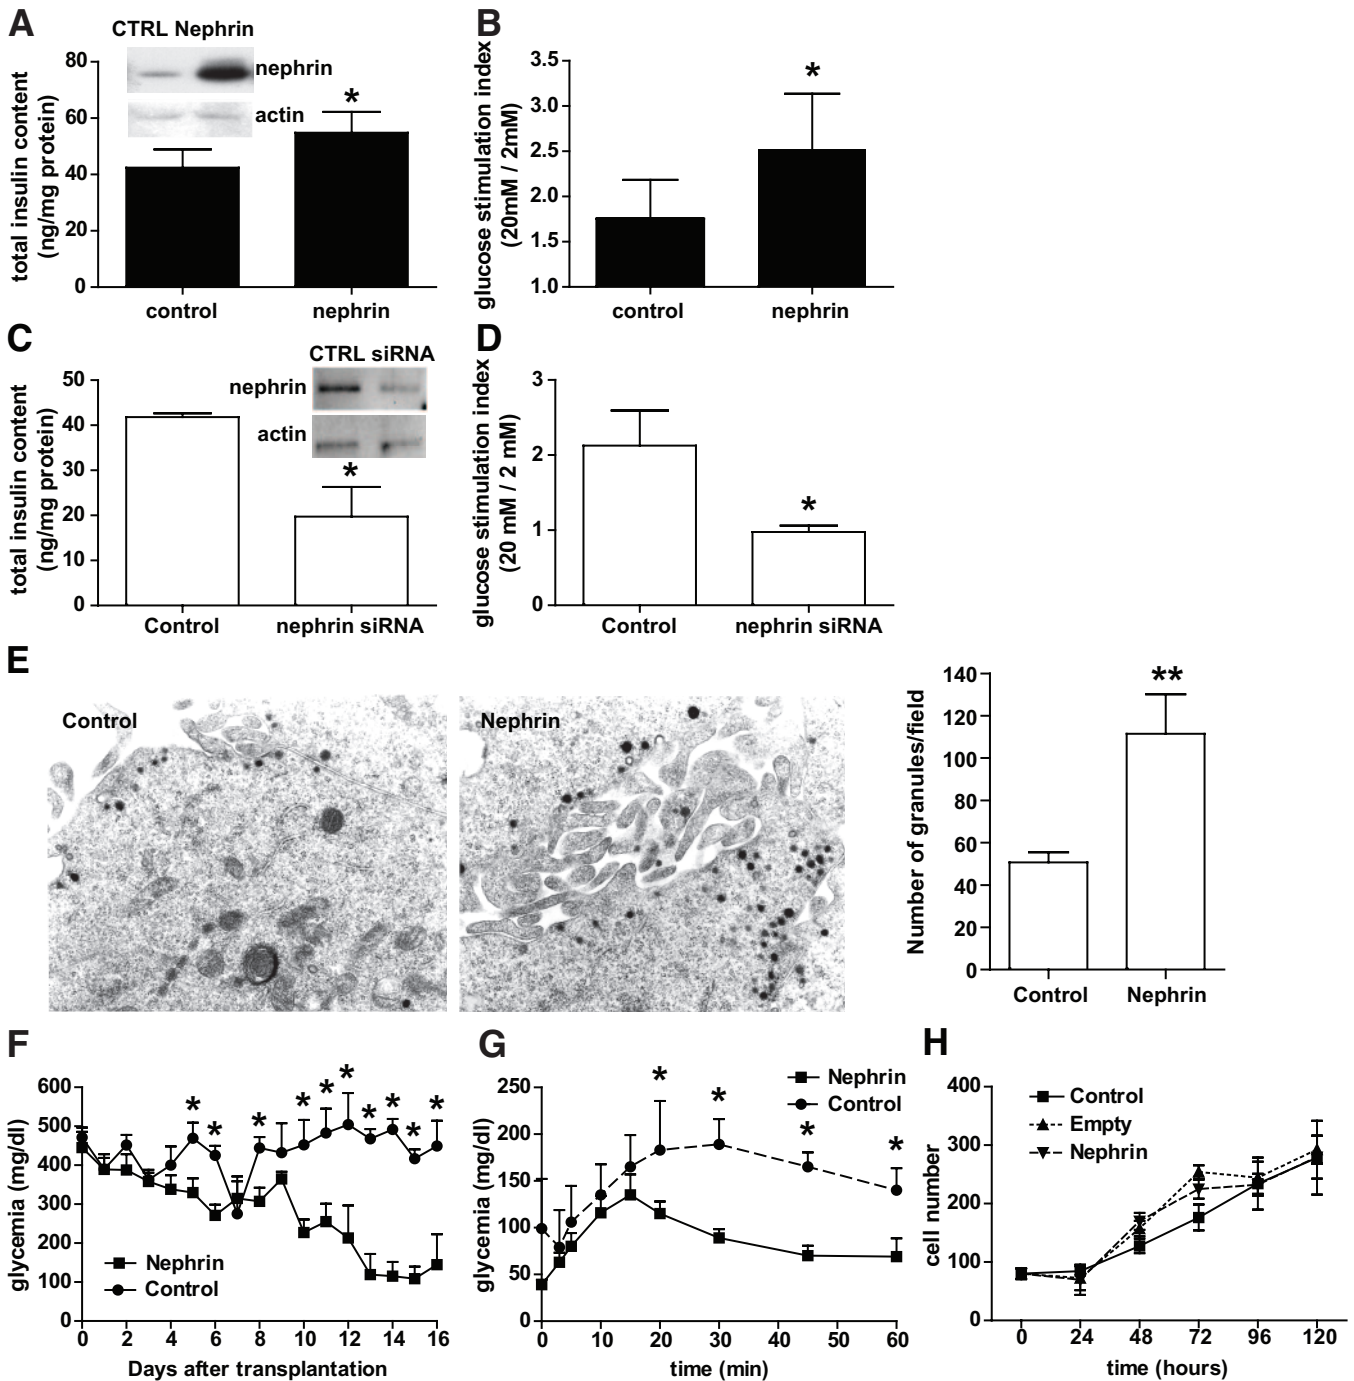 A
CTRL Nephrin
nephrin
actin
total insulin content
(ng/mg protein)
80
60
40
20
0
*
control
nephrin
B
glucose stimulation index
(20mM / 2mM)
3.5
3.0
2.5
2.0
1.5
1.0
*
control
nephrin
C
CTRL siRNA
nephrin
actin
total insulin content
(ng/mg protein)
50
40
30
20
10
0
*
Control
nephrin siRNA
D
glucose stimulation index
(20 mM / 2 mM)
3
2
1
0
*
Control
nephrin siRNA
E
Control
Nephrin
Number of granules/field
140
120
100
80
60
40
20
0
**
Control
Nephrin
F
glycemia (mg/dl)
600
500
400
300
200
100
0
* * * * * * * * * *
Nephrin
Control
0 2 4 6 8 10 12 14 16
Days after transplantation
G
glycemia (mg/dl)
250
200
150
100
50
0
* * * *
Nephrin
Control
0 10 20 30 40 50 60
time (min)
H
cell number
400
300
200
100
0
Control
Empty
Nephrin
0 24 48 72 96 120
time (hours)